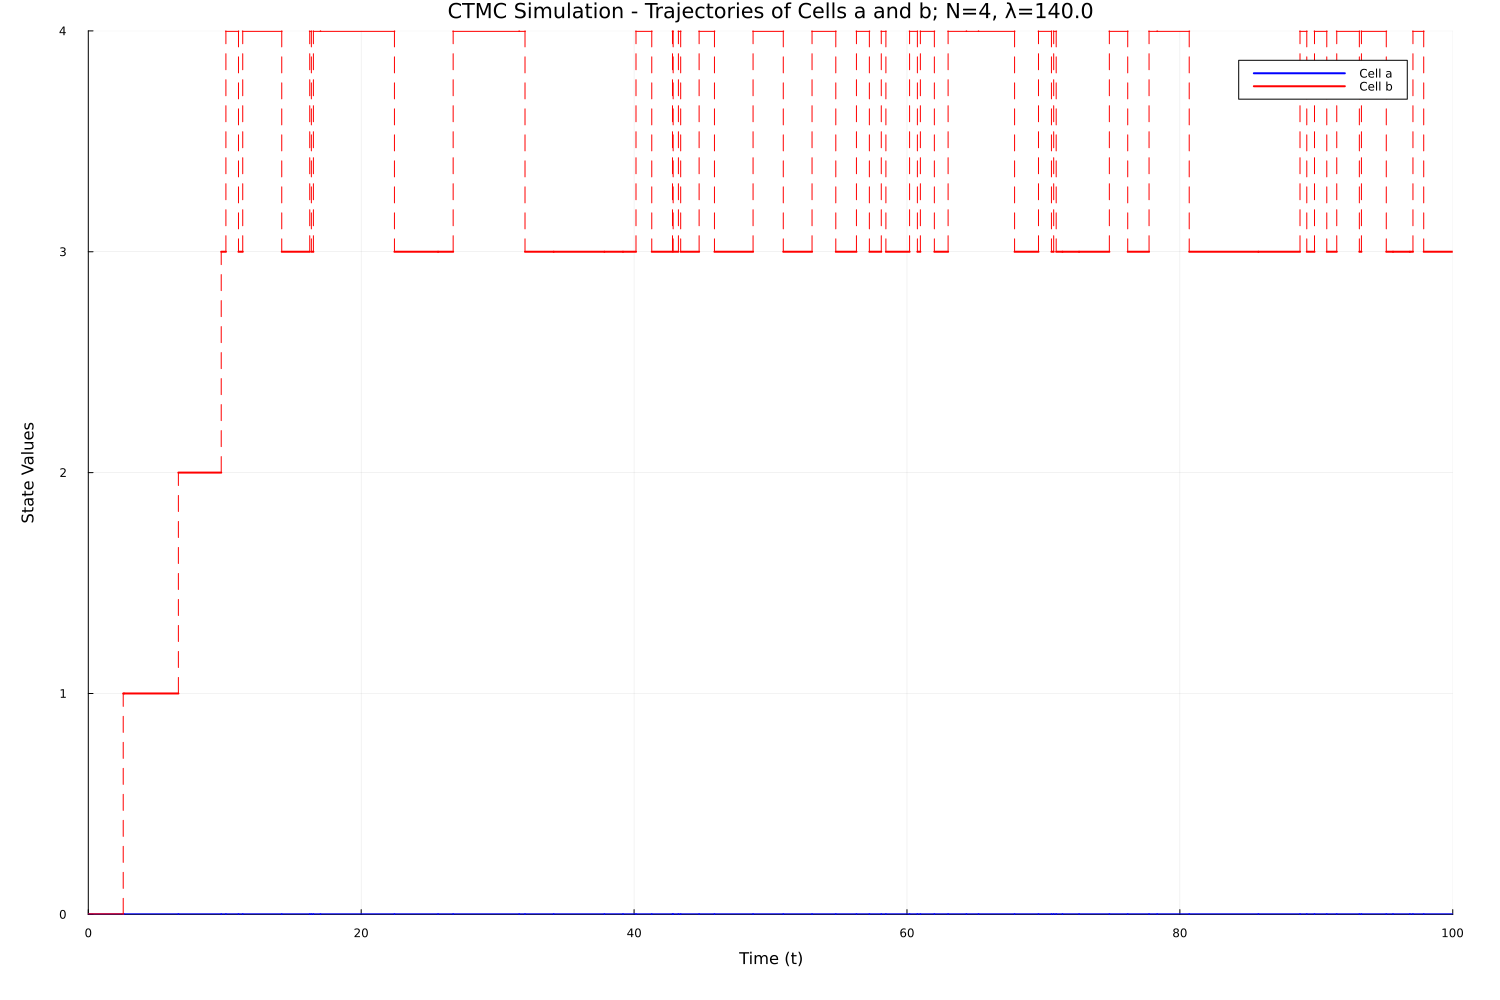 CTMC Simulation - Trajectories of Cells a and b; N=4, λ=140.0
4
Cell a
Cell b
3
State Values
2
1
0
0 20 40 60 80 100
Time (t)